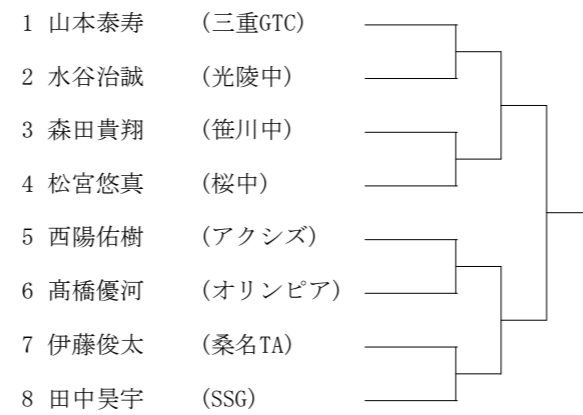 1 山本泰寿 (三重GTC)
2 水谷治誠 (光陵中)
3 森田貴翔 (笹川中)
4 松宮悠真 (桜中)
5 西陽佑樹 (アクシズ)
6 髙橋優河 (オリンピア)
7 伊藤俊太 (桑名TA)
8 田中昊宇 (SSG)